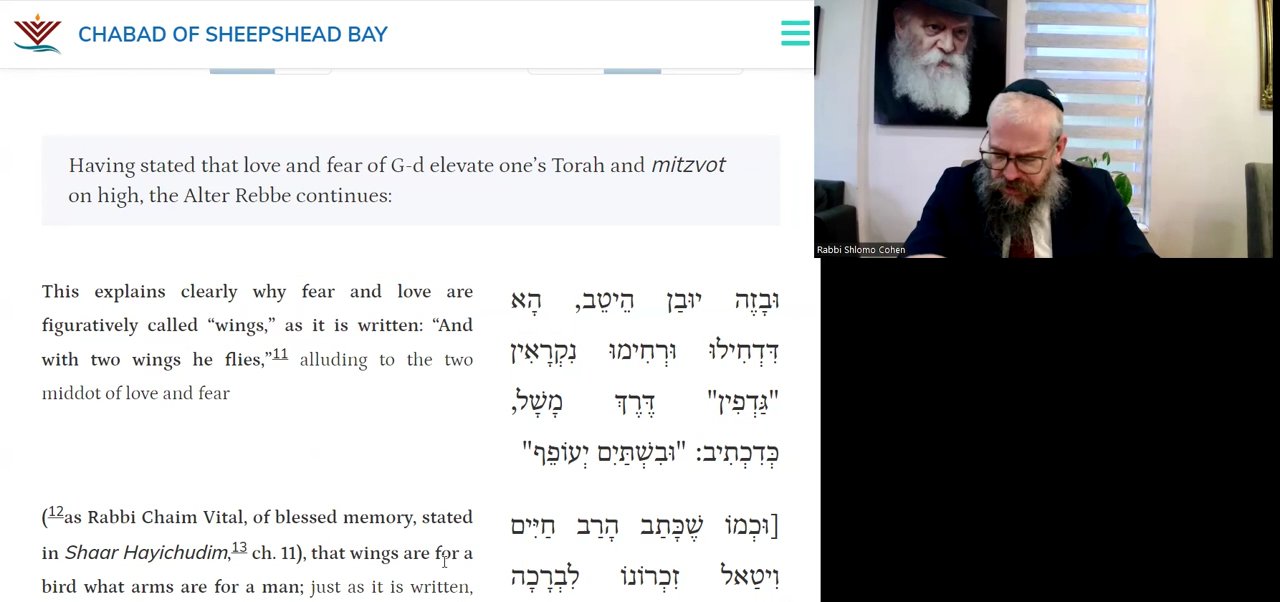 CHABAD OF SHEEPSHEAD BAY
Having stated that love and fear of G-d elevate one’s Torah and mitzvot
on high, the Alter Rebbe continues:
This explains clearly why fear and love are
figuratively called “wings,” as it is written: “And
with two wings he flies,”11 alluding to the two
middot of love and fear
וּבָזֶה יוּבַן הֵיטֵב, הָא
דִּדְחִילוּ וּרְחִימוּ נִקְרָאִין
"גַּדְפִין" דֶּרֶךְ מָשָׁל,
כְּדִכְתִיב: "וּבִשְׁתַּיִם יְעוֹפֵף"
(12as Rabbi Chaim Vital, of blessed memory, stated
in Shaar Hayichudim,13 ch. 11), that wings are for a
bird what arms are for a man; just as it is written,
[וּכְמוֹ שֶׁכָּתַב הָרַב חַיִּים
וִיטַאל זִכְרוֹנוֹ לִבְרָכָה
Rabbi Shlomo Cohen